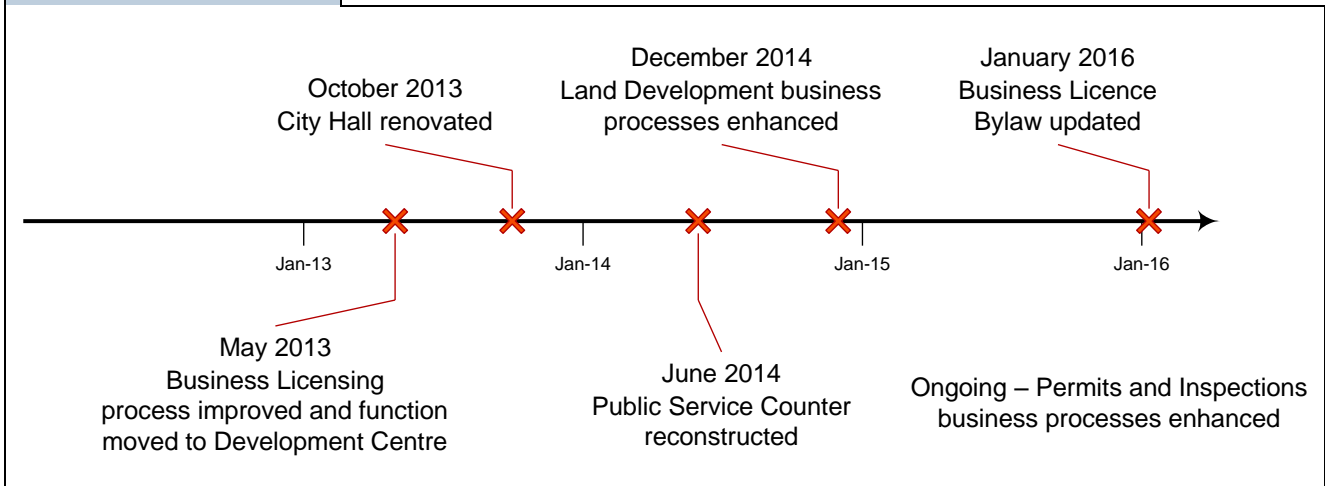 December 2014
Land Development business
processes enhanced
January 2016
Business Licence
Bylaw updated
October 2013
City Hall renovated
Jan-13
Jan-14
Jan-15
Jan-16
May 2013
Business Licensing
process improved and function
moved to Development Centre
June 2014
Public Service Counter
reconstructed
Ongoing – Permits and Inspections
business processes enhanced